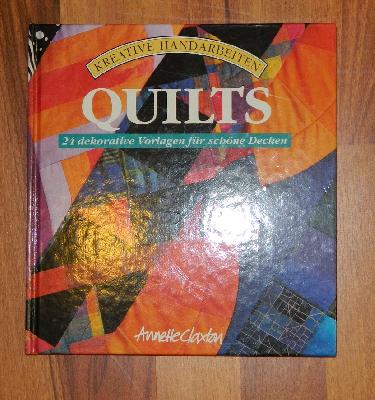 KREATIVE HANDARBEITEN
QUILTS
24 dekorative Vorlagen für schöne Decken
Annette Claxton